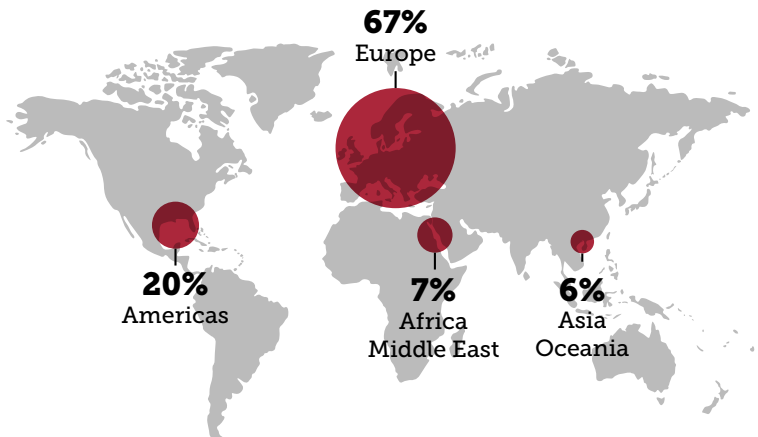 67%
Europe
20%
Americas
7%
Africa
Middle East
6%
Asia
Oceania